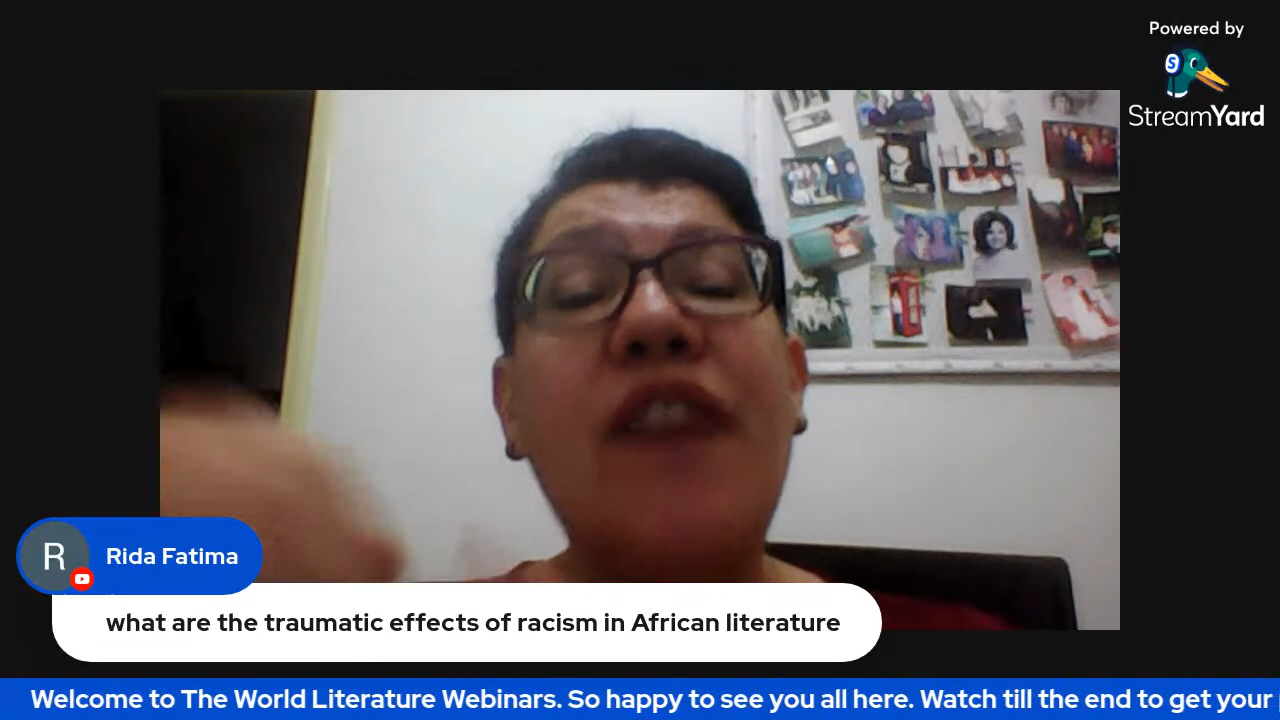 Powered by
StreamYard
R
Rida Fatima
what are the traumatic effects of racism in African literature
Welcome to The World Literature Webinars. So happy to see you all here. Watch till the end to get your